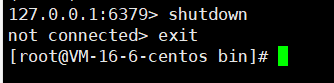 127.0.0.1:6379> shutdown
not connected> exit
[root@VM-16-6-centos bin]#